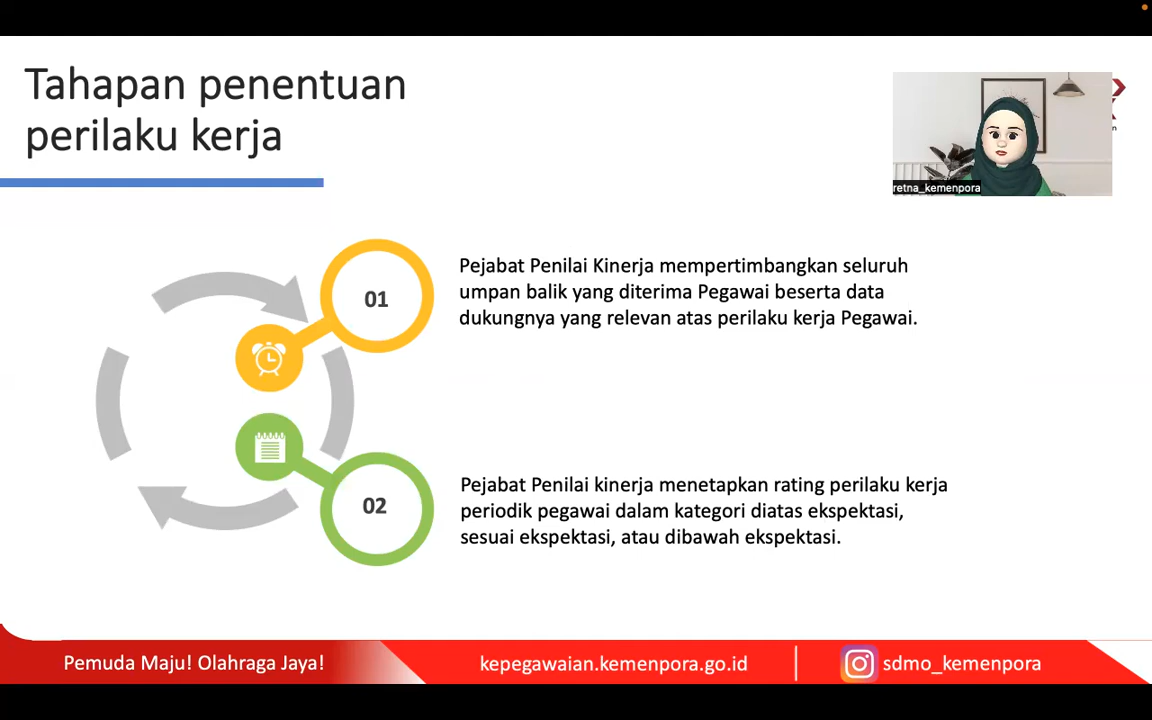 Tahapan penentuan
perilaku kerja
retna_kemenpora
01
Pejabat Penilai Kinerja mempertimbangkan seluruh
umpan balik yang diterima Pegawai beserta data
dukungnya yang relevan atas perilaku kerja Pegawai.
02
Pejabat Penilai kinerja menetapkan rating perilaku kerja
periodik pegawai dalam kategori diatas ekspektasi,
sesuai ekspektasi, atau dibawah ekspektasi.
Pemuda Maju! Olahraga Jaya!
kepegawaian.kemenpora.go.id
sdmo_kemenpora